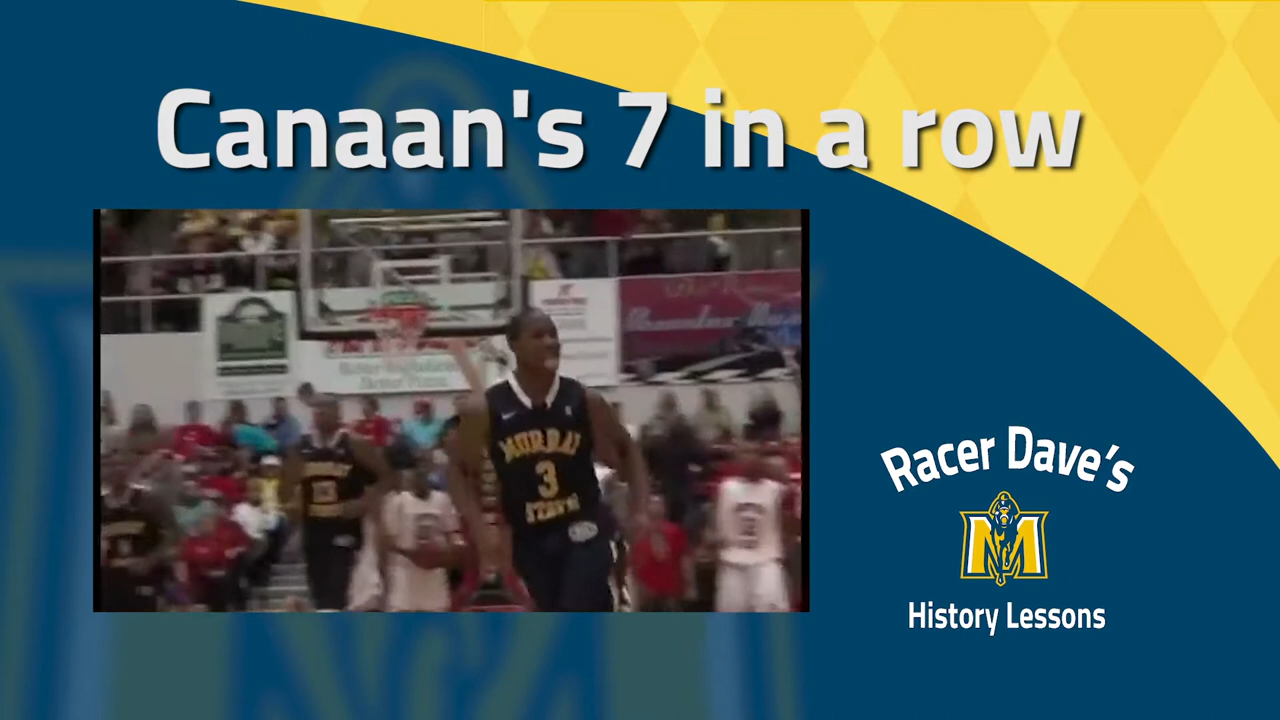 Canaan's 7 in a row
MURRAY
3
STATE
Racer Dave's
M
History Lessons